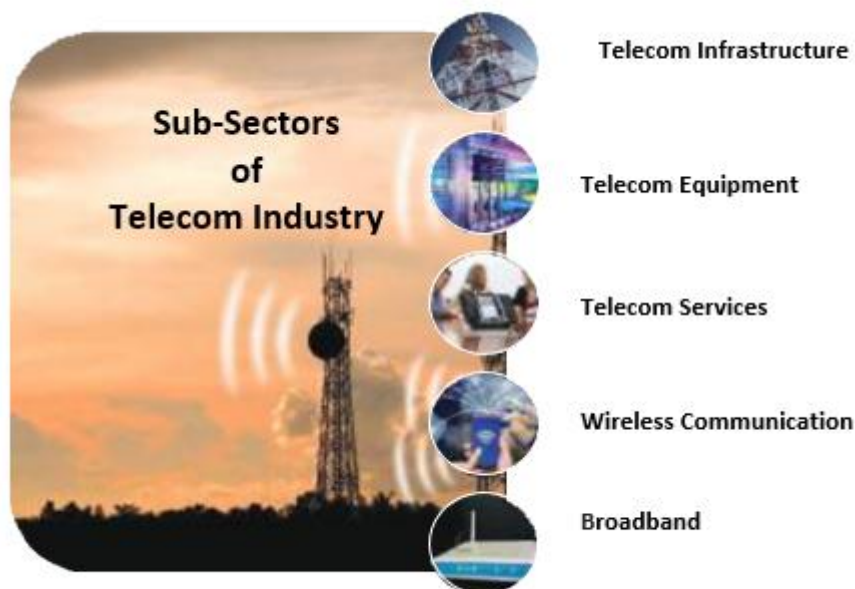 Sub-Sectors
of
Telecom Industry
Telecom Infrastructure
Telecom Equipment
Telecom Services
Wireless Communication
Broadband